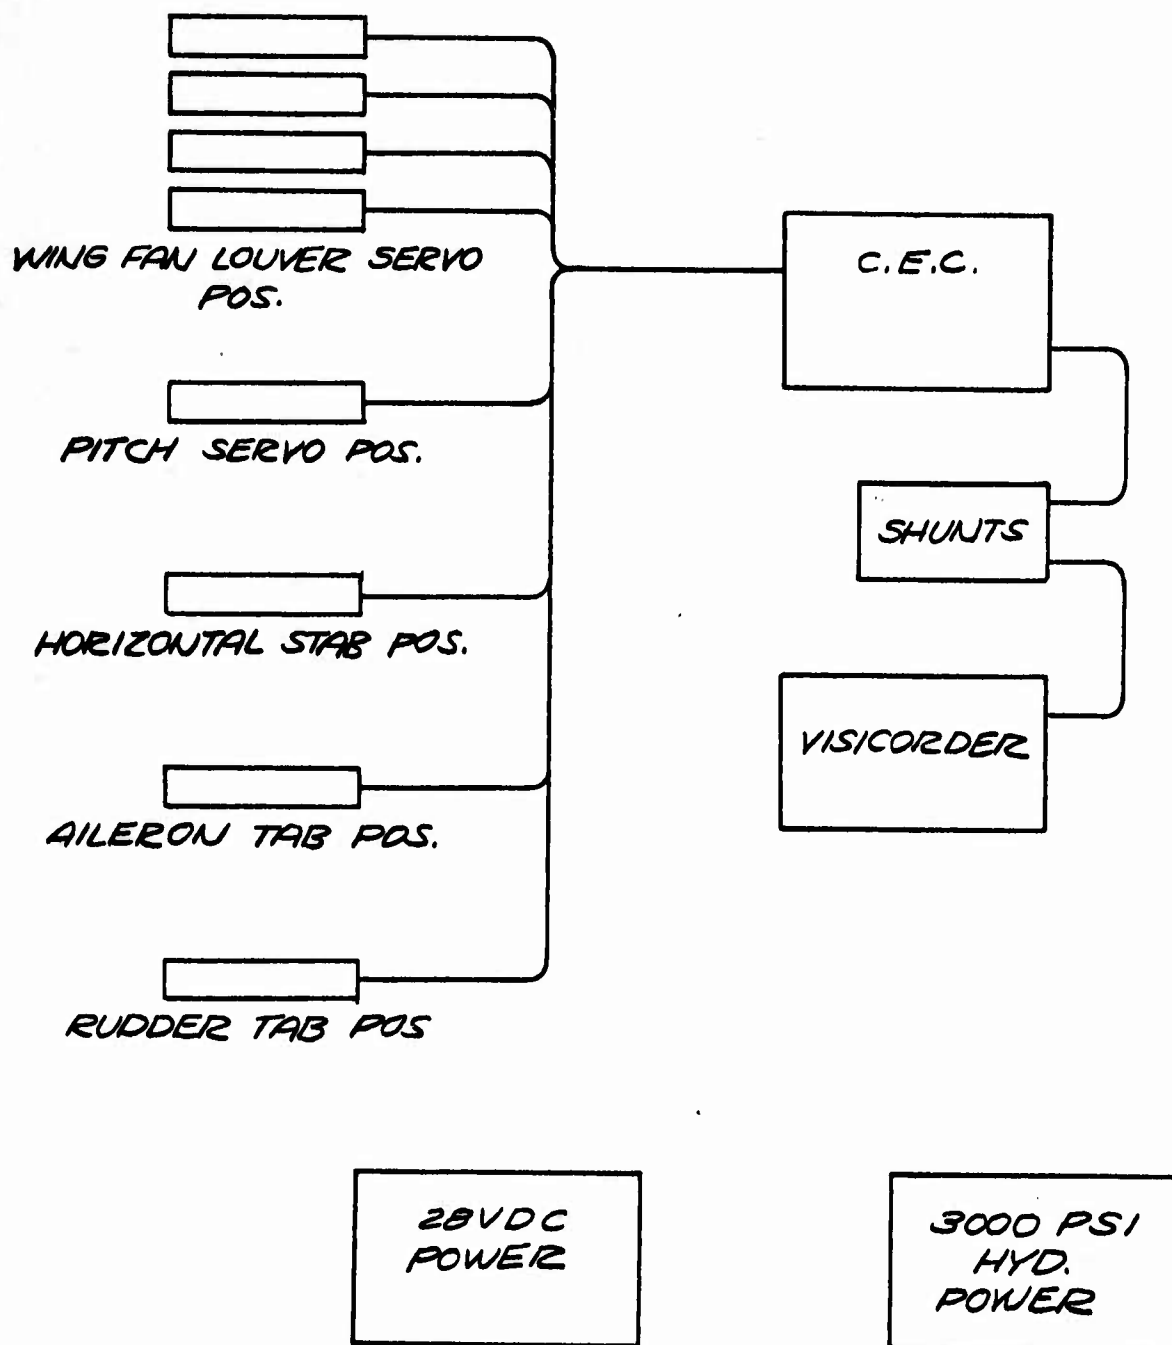 WING FAN LOUVER SERVO
POS.
C.E.C.
PITCH SERVO POS.
SHUNTS
HORIZONTAL STAB POS.
VISICORDER
AILERON TAB POS.
RUDDER TAB POS
28VDC
POWER
3000 PSI
HYD.
POWER